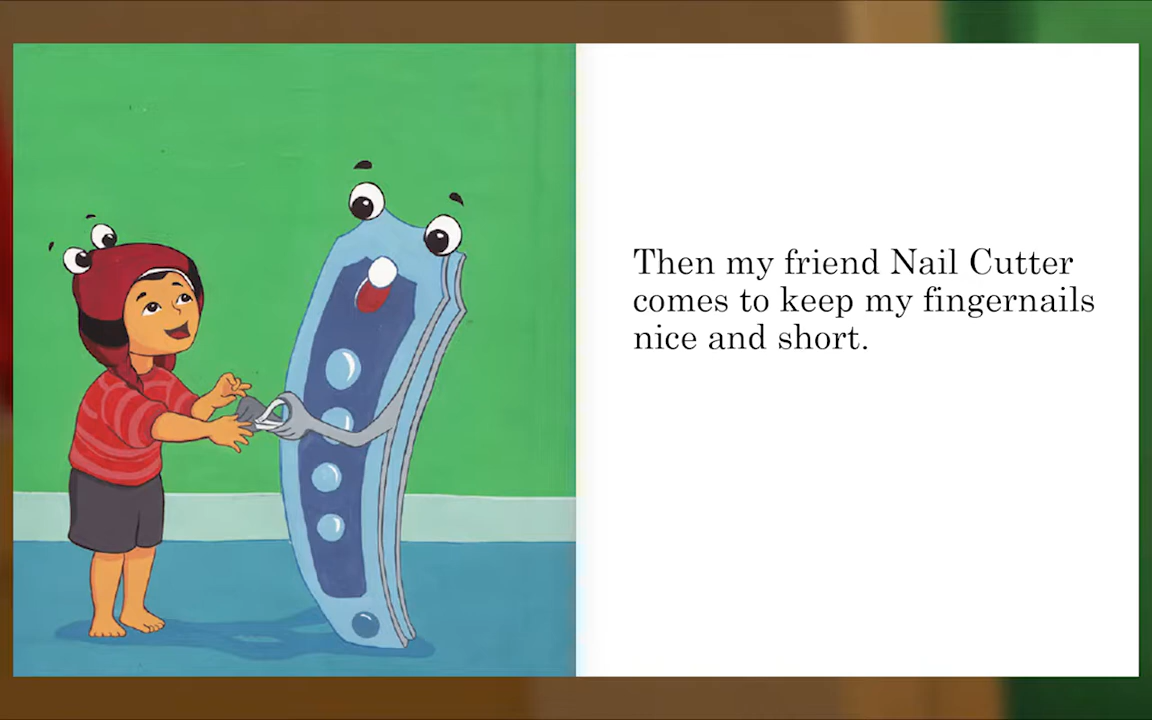 Then my friend Nail Cutter
comes to keep my fingernails
nice and short.